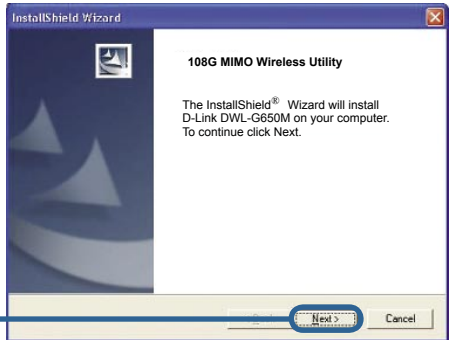 InstallShield Wizard
108G MIMO Wireless Utility
The InstallShield® Wizard will install
D-Link DWL-G650M on your computer.
To continue click Next.
Next >
Cancel